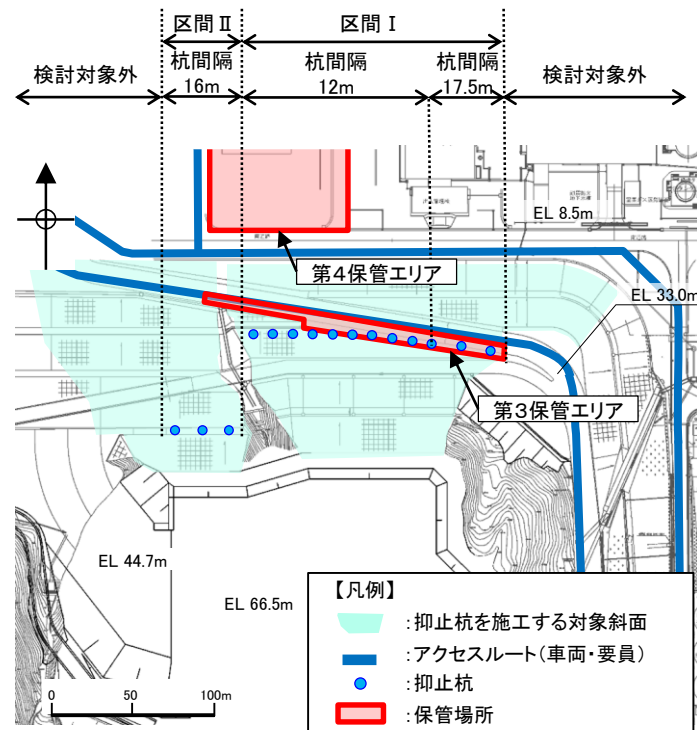 区間Ⅱ 区間Ⅰ
検討対象外 杭間隔 杭間隔 杭間隔 検討対象外
16m 12m 17.5m
EL 8.5m
第4保管エリア
EL 33.0m
第3保管エリア
EL 44.7m
EL 66.5m
【凡例】
:抑止杭を施工する対象斜面
:アクセスルート(車両・要員)
:抑止杭
:保管場所
0 50 100m